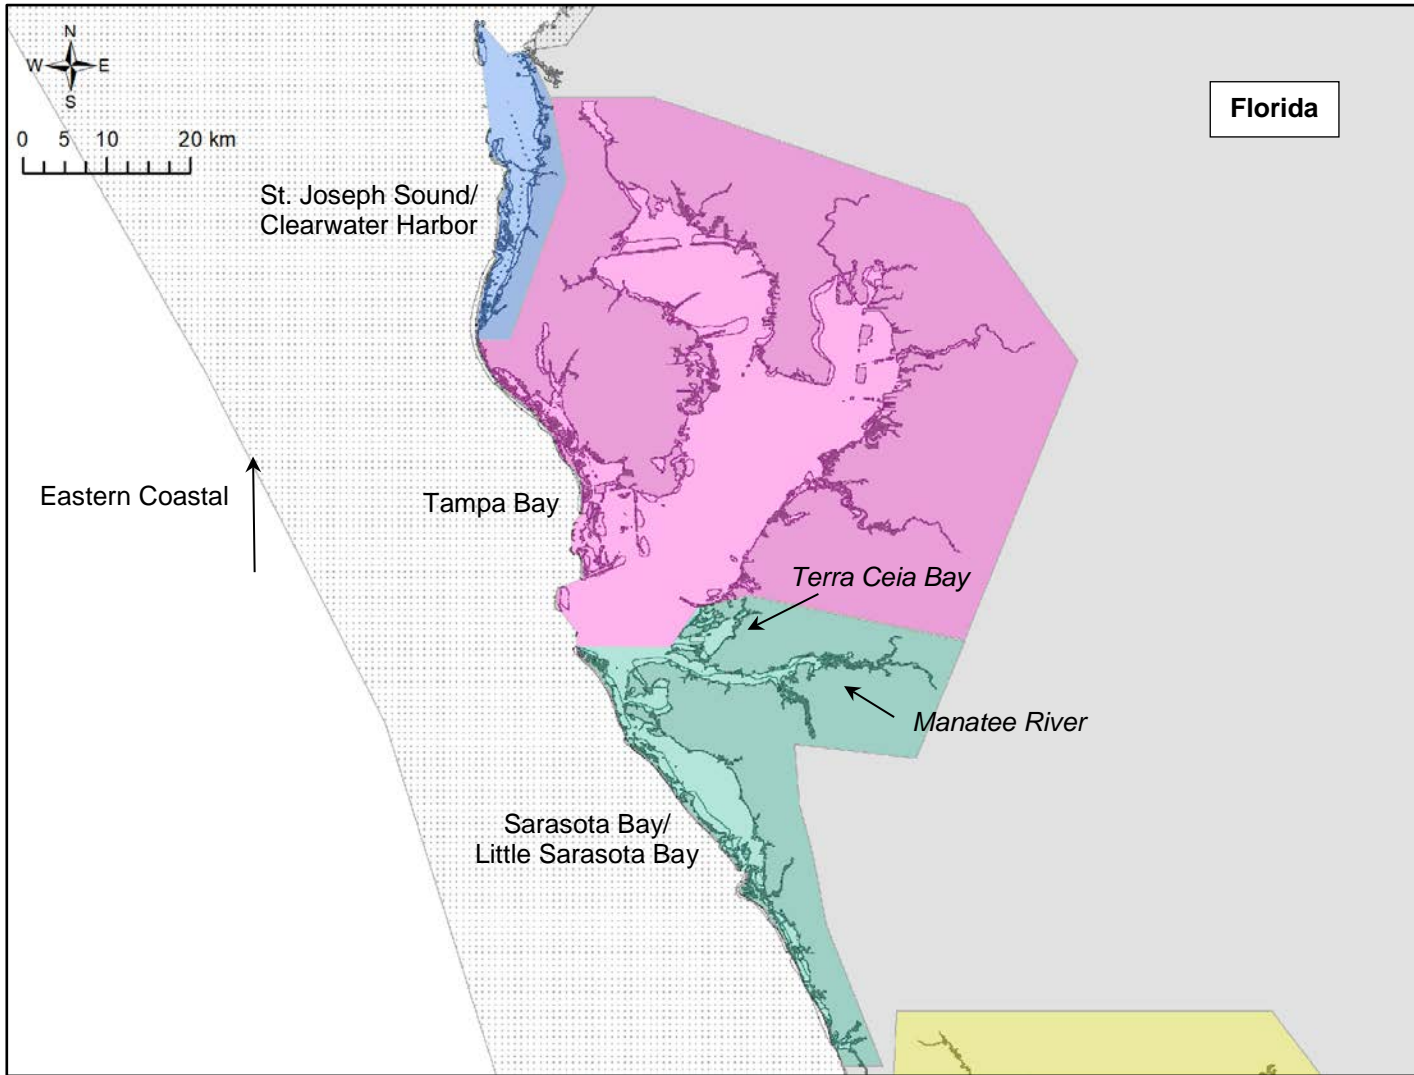 N
W E
S
0 5 10 20 km
Florida
St. Joseph Sound/
Clearwater Harbor
Eastern Coastal
Tampa Bay
Terra Ceia Bay
Manatee River
Sarasota Bay/
Little Sarasota Bay